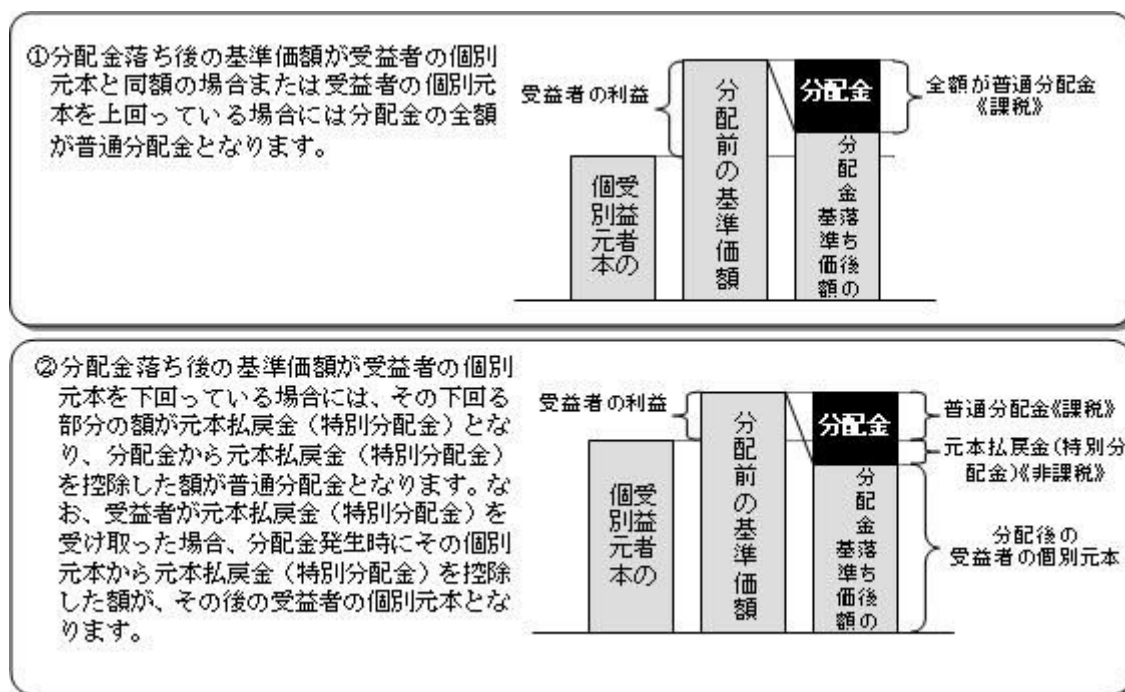 ①分配金落ち後の基準価額が受益者の個別
元本と同額の場合または受益者の個別元
本を上回っている場合には分配金の全額
が普通分配金となります。
受益者の利益
受益者の
個別元本
分配前の基準価額
分配金
分配金落ち後の
基準価額
全額が普通分配金
《課税》
②分配金落ち後の基準価額が受益者の個別
元本を下回っている場合には、その下回る
部分の額が元本払戻金（特別分配金）とな
り、分配金から元本払戻金（特別分配金）
を控除した額が普通分配金となります。な
お、受益者が元本払戻金（特別分配金）を
受け取った場合、分配金発生時にその個別
元本から元本払戻金（特別分配金）を控除
した額が、その後の受益者の個別元本とな
ります。
受益者の利益
受益者の
個別元本
分配前の基準価額
分配金
分配金落ち後の
基準価額
普通分配金《課税》
元本払戻金(特別分
配金)《非課税》
分配後の
受益者の個別元本